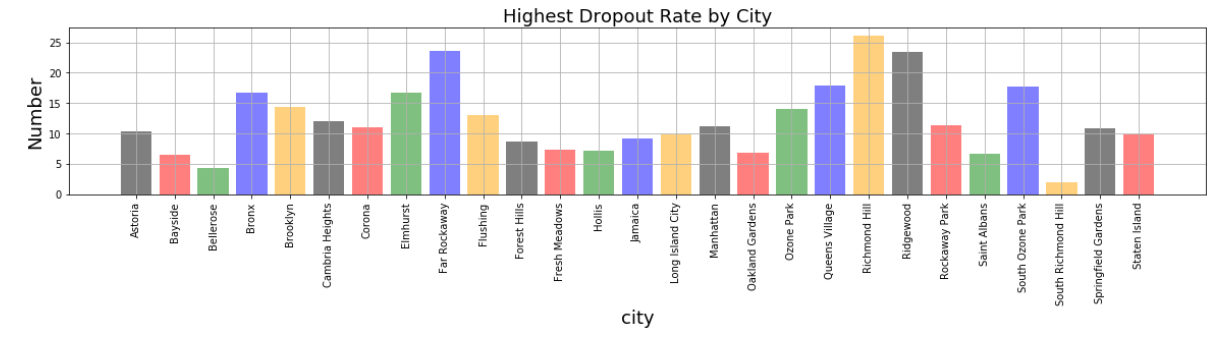 Highest Dropout Rate by City
Number
25
20
15
10
5
0
Astoria
Bayside
Bellerose
Bronx
Brooklyn
Cambria Heights
Corona
Elmhurst
Far Rockaway
Flushing
Forest Hills
Fresh Meadows
Hollis
Jamaica
Long Island City
Manhattan
Oakland Gardens
Ozone Park
Queens Village
Richmond Hill
Ridgewood
Rockaway Park
Saint Albans
South Ozone Park
South Richmond Hill
Springfield Gardens
Staten Island
city